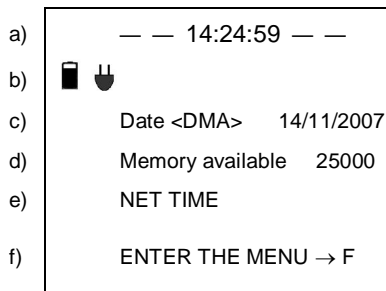 a) — — 14:24:59 — —
b)
c) Date <DMA> 14/11/2007
d) Memory available 25000
e) NET TIME
f) ENTER THE MENU → F